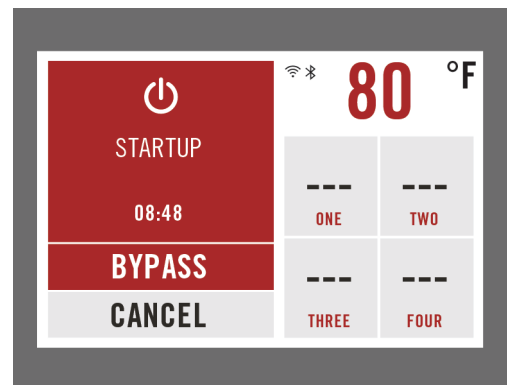 STARTUP
08:48
BYPASS
CANCEL
80 °F
---
ONE
---
TWO
---
THREE
---
FOUR